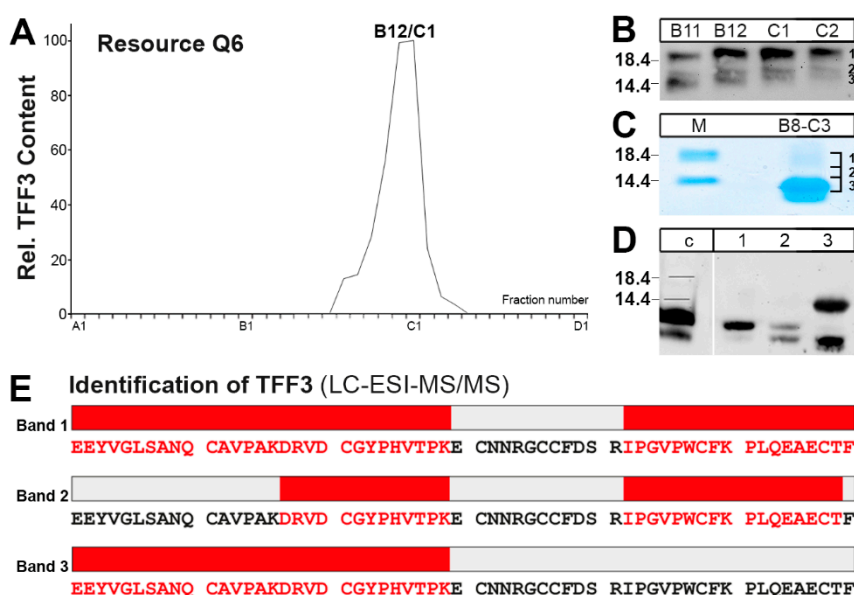 A
Resource Q6
B12/C1
Rel. TFF3 Content
100
80
60
40
20
0
Fraction number
A1 B1 C1 D1
B
B11 B12 C1 C2
18.4
14.4
1
2
3
C
M B8-C3
18.4
14.4
1
2
3
D
c 1 2 3
18.4
14.4
E Identification of TFF3 (LC-ESI-MS/MS)
Band 1
EEYVGLSANQ CAVPAKDRVD CGYPHVTPKE CNNRGCCFDS RIPGVPWCFK PLQEAECTF
Band 2
EEYVGLSANQ CAVPAKDRVD CGYPHVTPKE CNNRGCCFDS RIPGVPWCFK PLQEAECTF
Band 3
EEYVGLSANQ CAVPAKDRVD CGYPHVTPKE CNNRGCCFDS RIPGVPWCFK PLQEAECTF